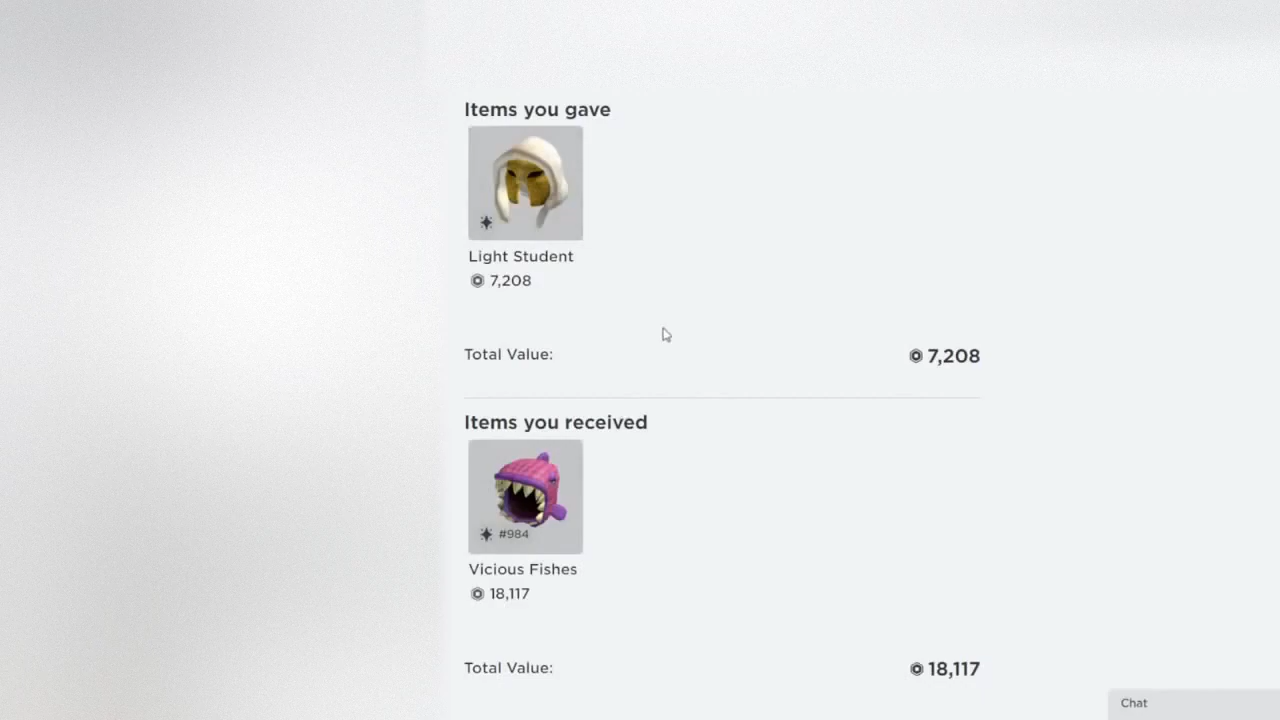 Items you gave
Light Student
7,208
Total Value:
7,208
Items you received
#984
Vicious Fishes
18,117
Total Value:
18,117
Chat